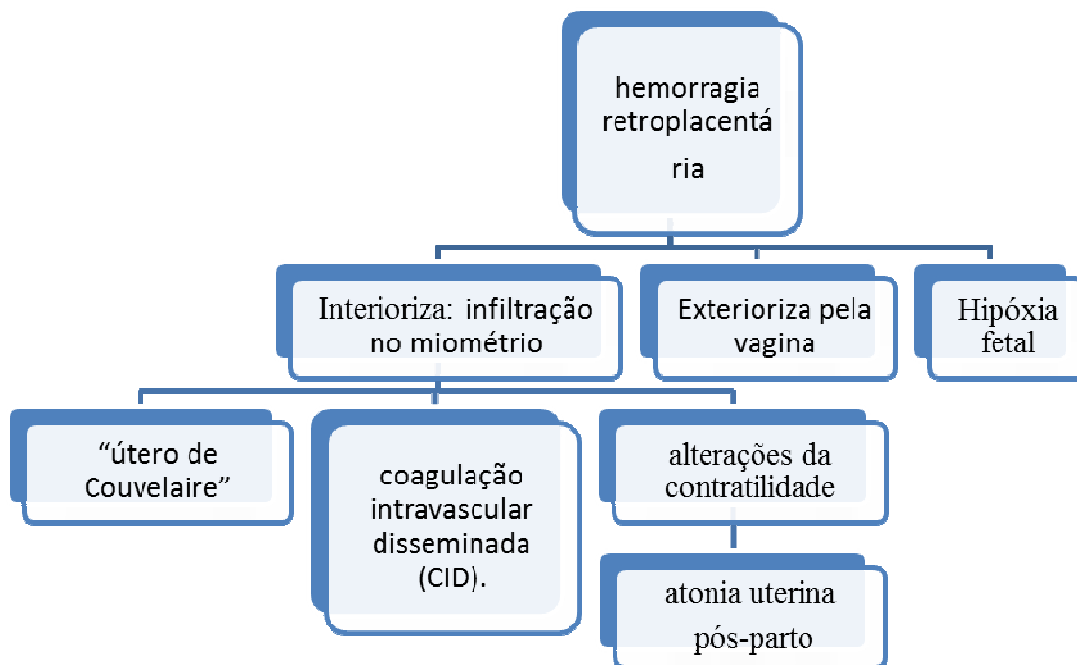 hemorragia
retroplacentá
ria
Interioriza: infiltração
no miométrio
Exterioriza pela
vagina
Hipóxia
fetal
“útero de
Couvelaire”
coagulação
intravascular
disseminada
(CID).
alterações da
contratilidade
atonia uterina
pós-parto